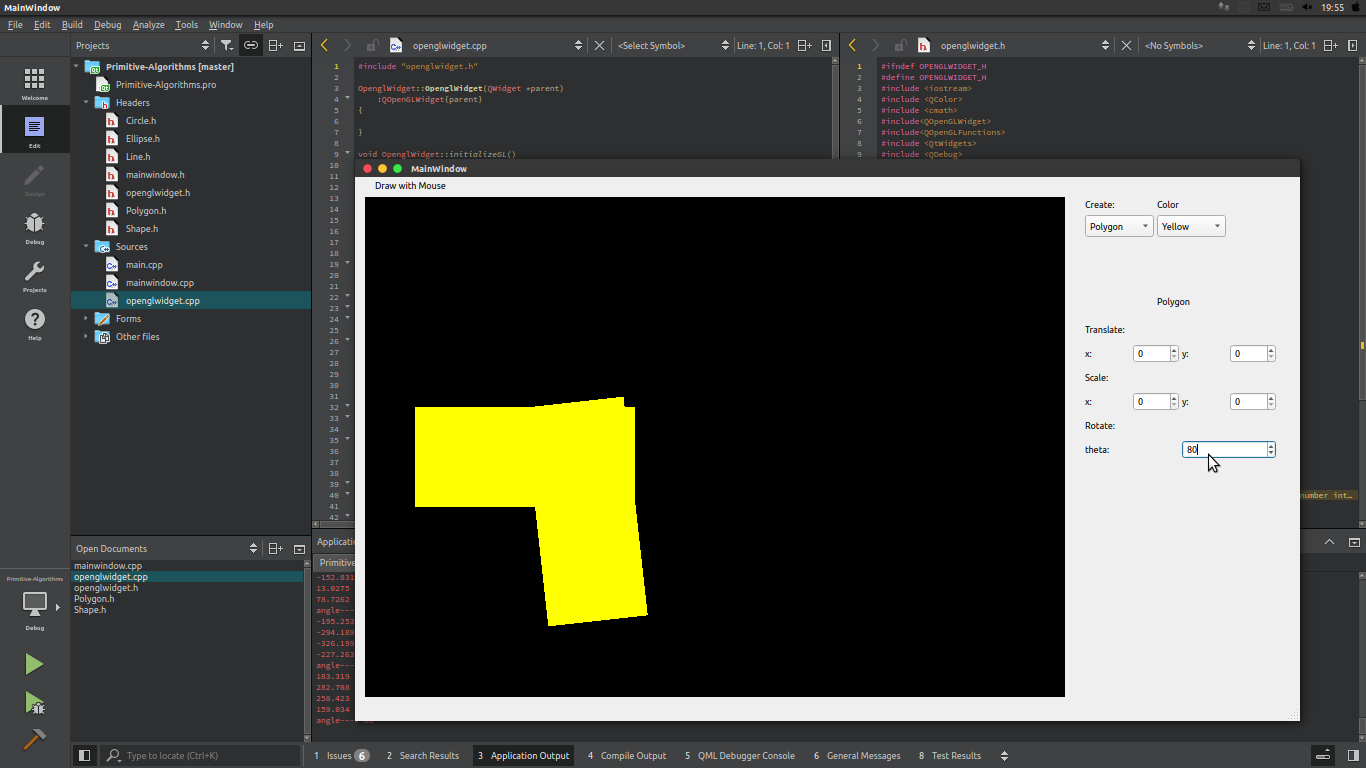 MainWindow
19:55
File Edit Build Debug Analyze Tools Window Help
Projects
openglwidget.cpp
<Select Symbol>
Line: 1, Col: 1
openglwidget.h
<No Symbols>
Line: 1, Col: 1
Welcome
Edit
Design
Debug
Projects
Help
Primitive-Algorithms [master]
Primitive-Algorithms.pro
Headers
Circle.h
Ellipse.h
Line.h
mainwindow.h
openglwidget.h
Polygon.h
Shape.h
Sources
main.cpp
mainwindow.cpp
openglwidget.cpp
Forms
Other files
1 #include "openglwidget.h"
2
3 OpenglWidget::OpenglWidget(QWidget *parent)
4 :QOpenGLWidget{parent}
5 {
6
7 }
8
9 void OpenglWidget::initializeGL()
10
11
12
13
14
15
16
17
18
19
20
21
22
23
24
25
26
27
28
29
30
31
32
33
34
35
36
37
38
39
40
41
42
1 #ifndef OPENGLWIDGET_H
2 #define OPENGLWIDGET_H
3 #include <iostream>
4 #include <QColor>
5 #include <cmath>
6 #include<QOpenGLWidget>
7 #include<QOpenGLFunctions>
8 #include <QtWidgets>
9 #include <QDebug>
MainWindow
Draw with Mouse
Create: Color
Polygon Yellow
Polygon
Translate:
x: 0 y: 0
Scale:
x: 0 y: 0
Rotate:
theta: 80
number int…
Open Documents
mainwindow.cpp
openglwidget.cpp
openglwidget.h
Polygon.h
Shape.h
Primitive-Algorithms
Debug
Applicatio
Primitive
-152.831
13.0275
78.7262
angle---
-195.253
-294.189
-326.199
-227.263
angle---
183.319
282.708
258.423
159.034
angle---
Type to locate (Ctrl+K)
1 Issues 6 2 Search Results 3 Application Output 4 Compile Output 5 QML Debugger Console 6 General Messages 8 Test Results